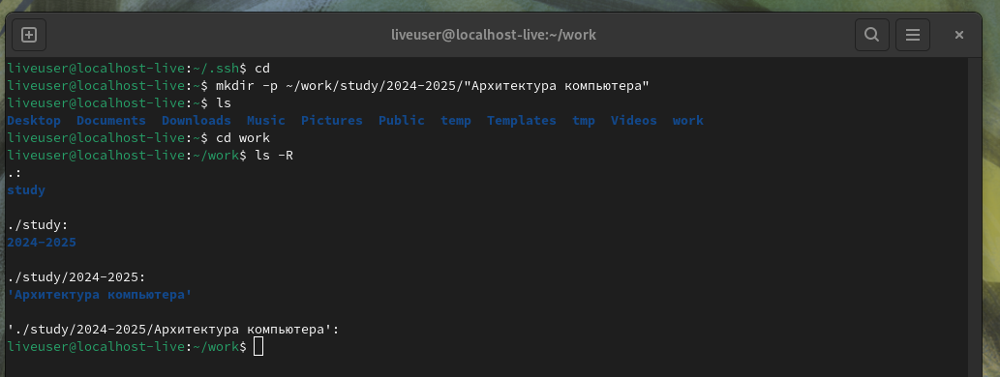 liveuser@localhost-live:~/work
liveuser@localhost-live:~/.ssh$ cd
liveuser@localhost-live:~$ mkdir -p ~/work/study/2024-2025/"Архитектура компьютера"
liveuser@localhost-live:~$ ls
Desktop  Documents  Downloads  Music  Pictures  Public  temp  Templates  tmp  Videos  work
liveuser@localhost-live:~$ cd work
liveuser@localhost-live:~/work$ ls -R
.:
study
./study:
2024-2025
./study/2024-2025:
'Архитектура компьютера'
'./study/2024-2025/Архитектура компьютера':
liveuser@localhost-live:~/work$